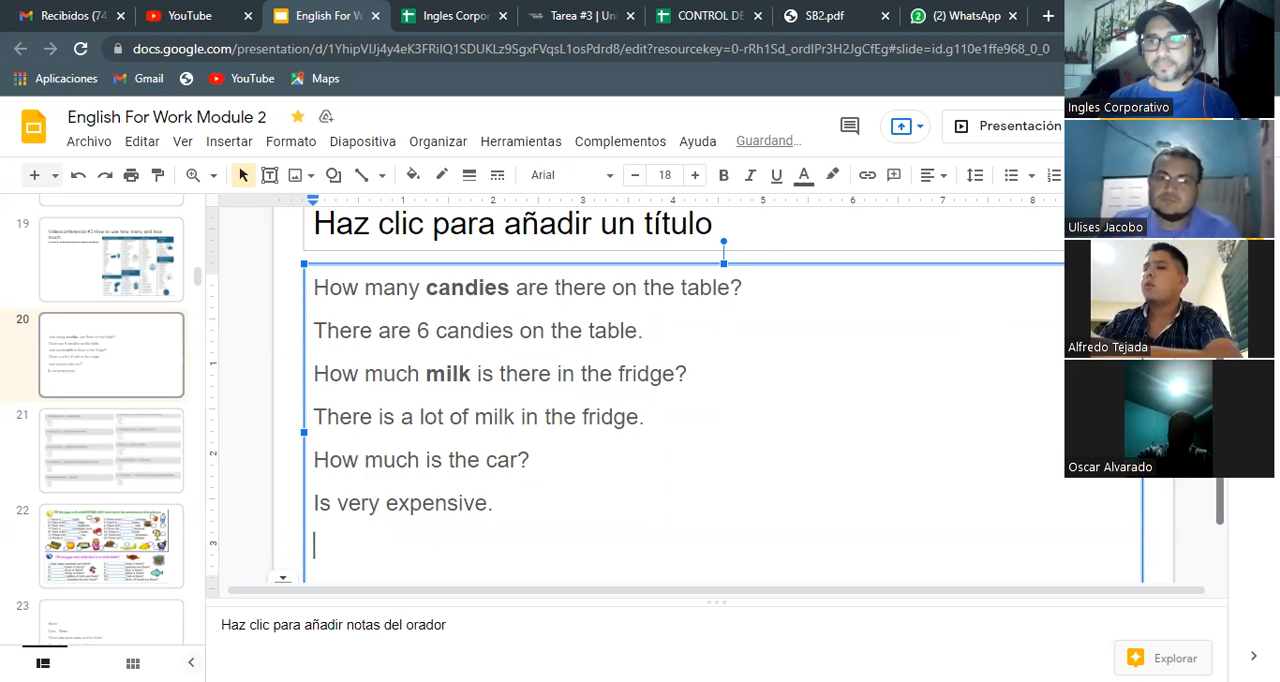 Recibidos (74
YouTube
English For W
Ingles Corpor
Tarea #3 | Uni
CONTROL DE
SB2.pdf
(2) WhatsApp
docs.google.com/presentation/d/1YhipVIJj4y4eK3FRilQ1SDUKLz9SgxFVqsL1osPdrd8/edit?resourcekey=0-rRh1Sd_ordIPr3H2JgCfEg#slide=id.g110e1ffe968_0_0
Aplicaciones
Gmail
YouTube
Maps
English For Work Module 2
Archivo Editar Ver Insertar Formato Diapositiva Organizar Herramientas Complementos Ayuda Guardando...
Presentación
Arial
18
Haz clic para añadir un título
How many candies are there on the table?
There are 6 candies on the table.
How much milk is there in the fridge?
There is a lot of milk in the fridge.
How much is the car?
Is very expensive.
19
20
21
22
23
Haz clic para añadir notas del orador
Explorar
Ingles Corporativo
Ulises Jacobo
Alfredo Tejada
Oscar Alvarado